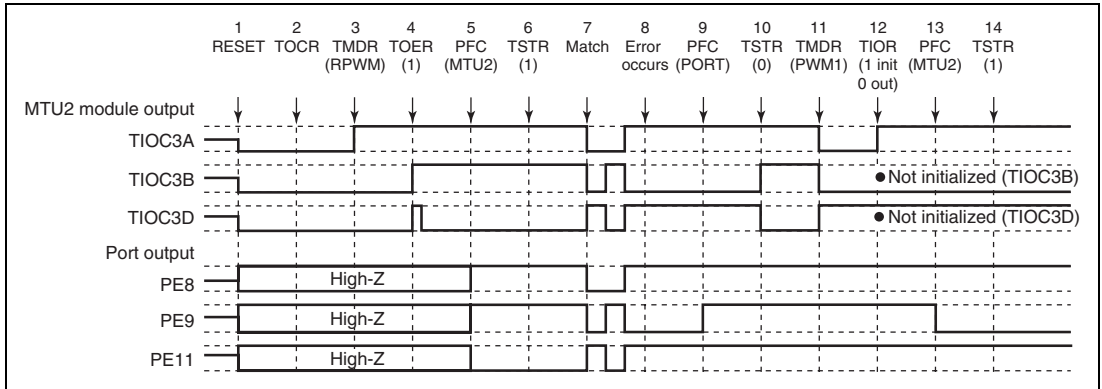 1 2 3 4 5 6 7 8 9 10 11 12 13 14
RESET TOCR TMDR TOER PFC TSTR Match Error PFC TSTR TMDR TIOR PFC TSTR
(RPWM) (1) (MTU2) (1) occurs (PORT) (0) (PWM1) (1 init (MTU2) (1)
0 out)
MTU2 module output
TIOC3A
TIOC3B ● Not initialized (TIOC3B)
TIOC3D ● Not initialized (TIOC3D)
Port output
PE8 High-Z
PE9 High-Z
PE11 High-Z